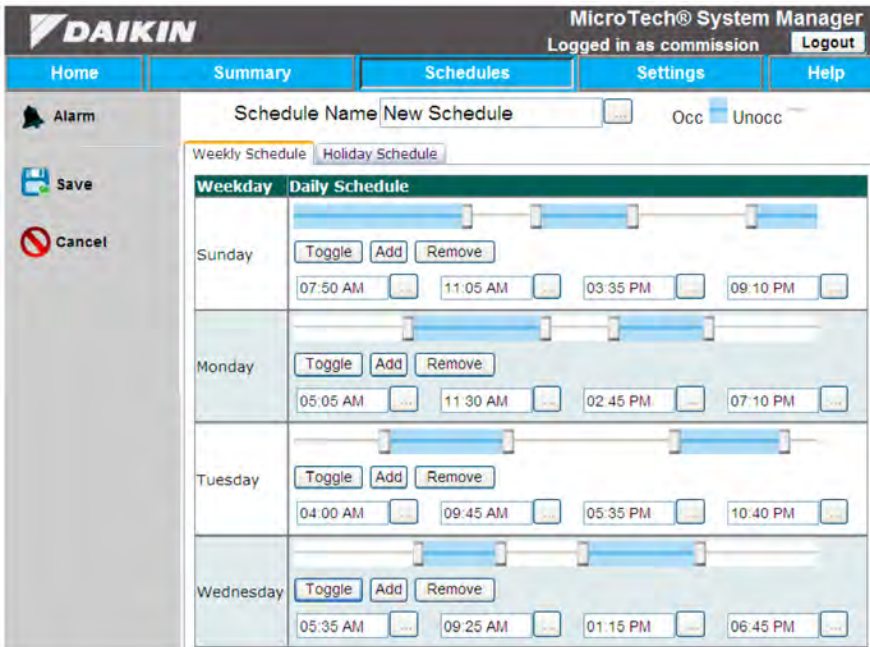 DAIKIN
MicroTech® System Manager
Logged in as commission Logout
Home Summary Schedules Settings Help
Alarm
Schedule Name New Schedule ... Occ Unocc
Weekly Schedule Holiday Schedule
Save
Weekday Daily Schedule
Cancel
Sunday
Toggle Add Remove
07:50 AM ... 11:05 AM ... 03:35 PM ... 09:10 PM ...
Monday
Toggle Add Remove
05:05 AM ... 11:30 AM ... 02:45 PM ... 07:10 PM ...
Tuesday
Toggle Add Remove
04:00 AM ... 09:45 AM ... 05:35 PM ... 10:40 PM ...
Wednesday
Toggle Add Remove
05:35 AM ... 09:25 AM ... 01:15 PM ... 06:45 PM ...